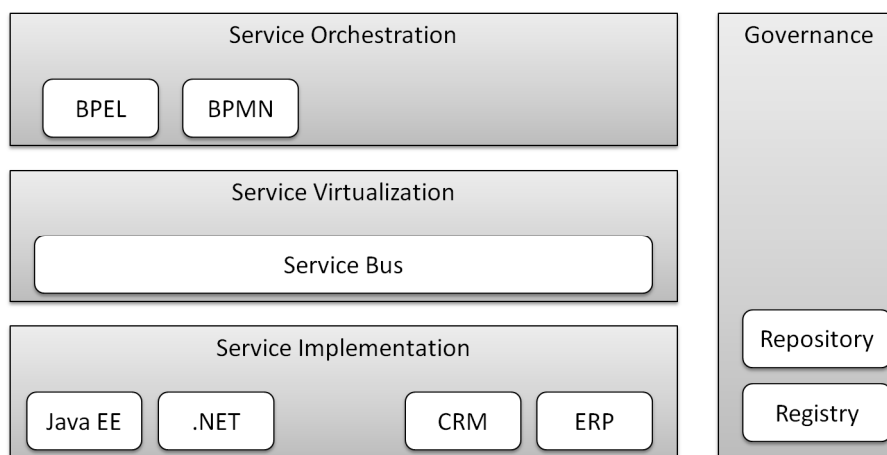 Service Orchestration
BPEL
BPMN
Service Virtualization
Service Bus
Service Implementation
Java EE
.NET
CRM
ERP
Governance
Repository
Registry